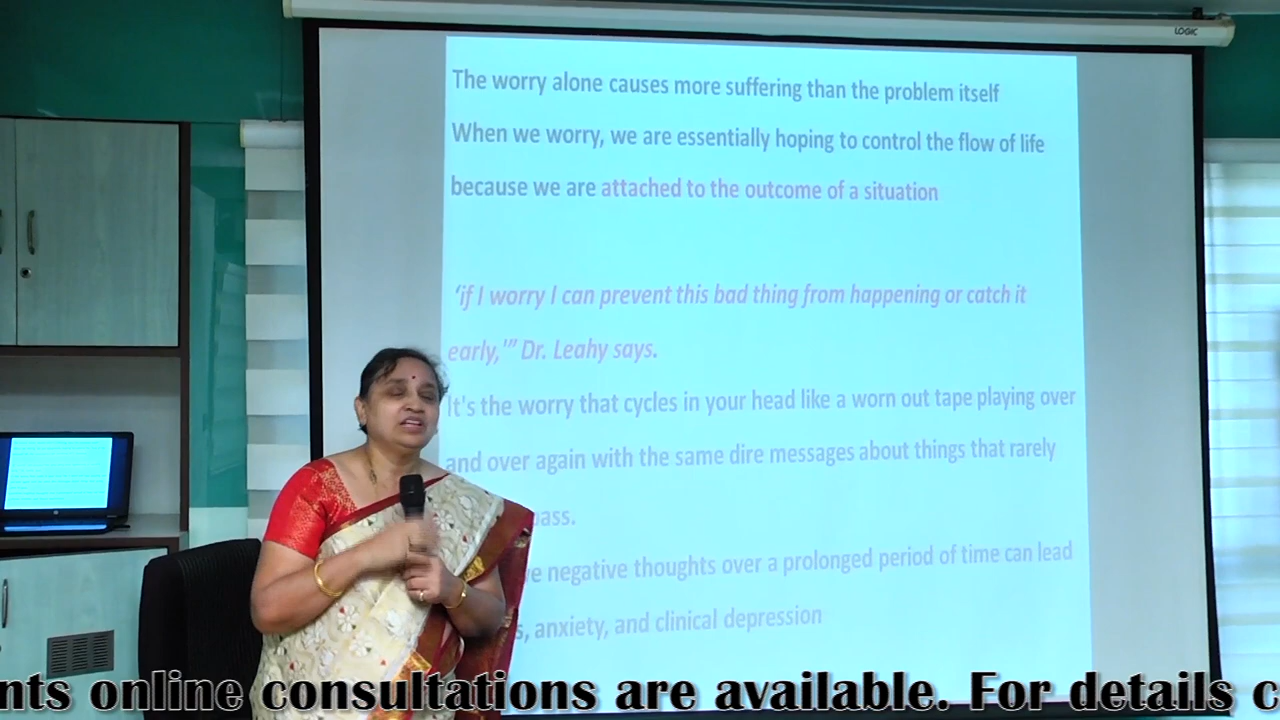 LOGIC
The worry alone causes more suffering than the problem itself
When we worry, we are essentially hoping to control the flow of life
because we are attached to the outcome of a situation
‘if I worry I can prevent this bad thing from happening or catch it
early,’” Dr. Leahy says.
It's the worry that cycles in your head like a worn out tape playing over
and over again with the same dire messages about things that rarely
pass.
negative thoughts over a prolonged period of time can lead
anxiety, and clinical depression
online consultations are available. For details